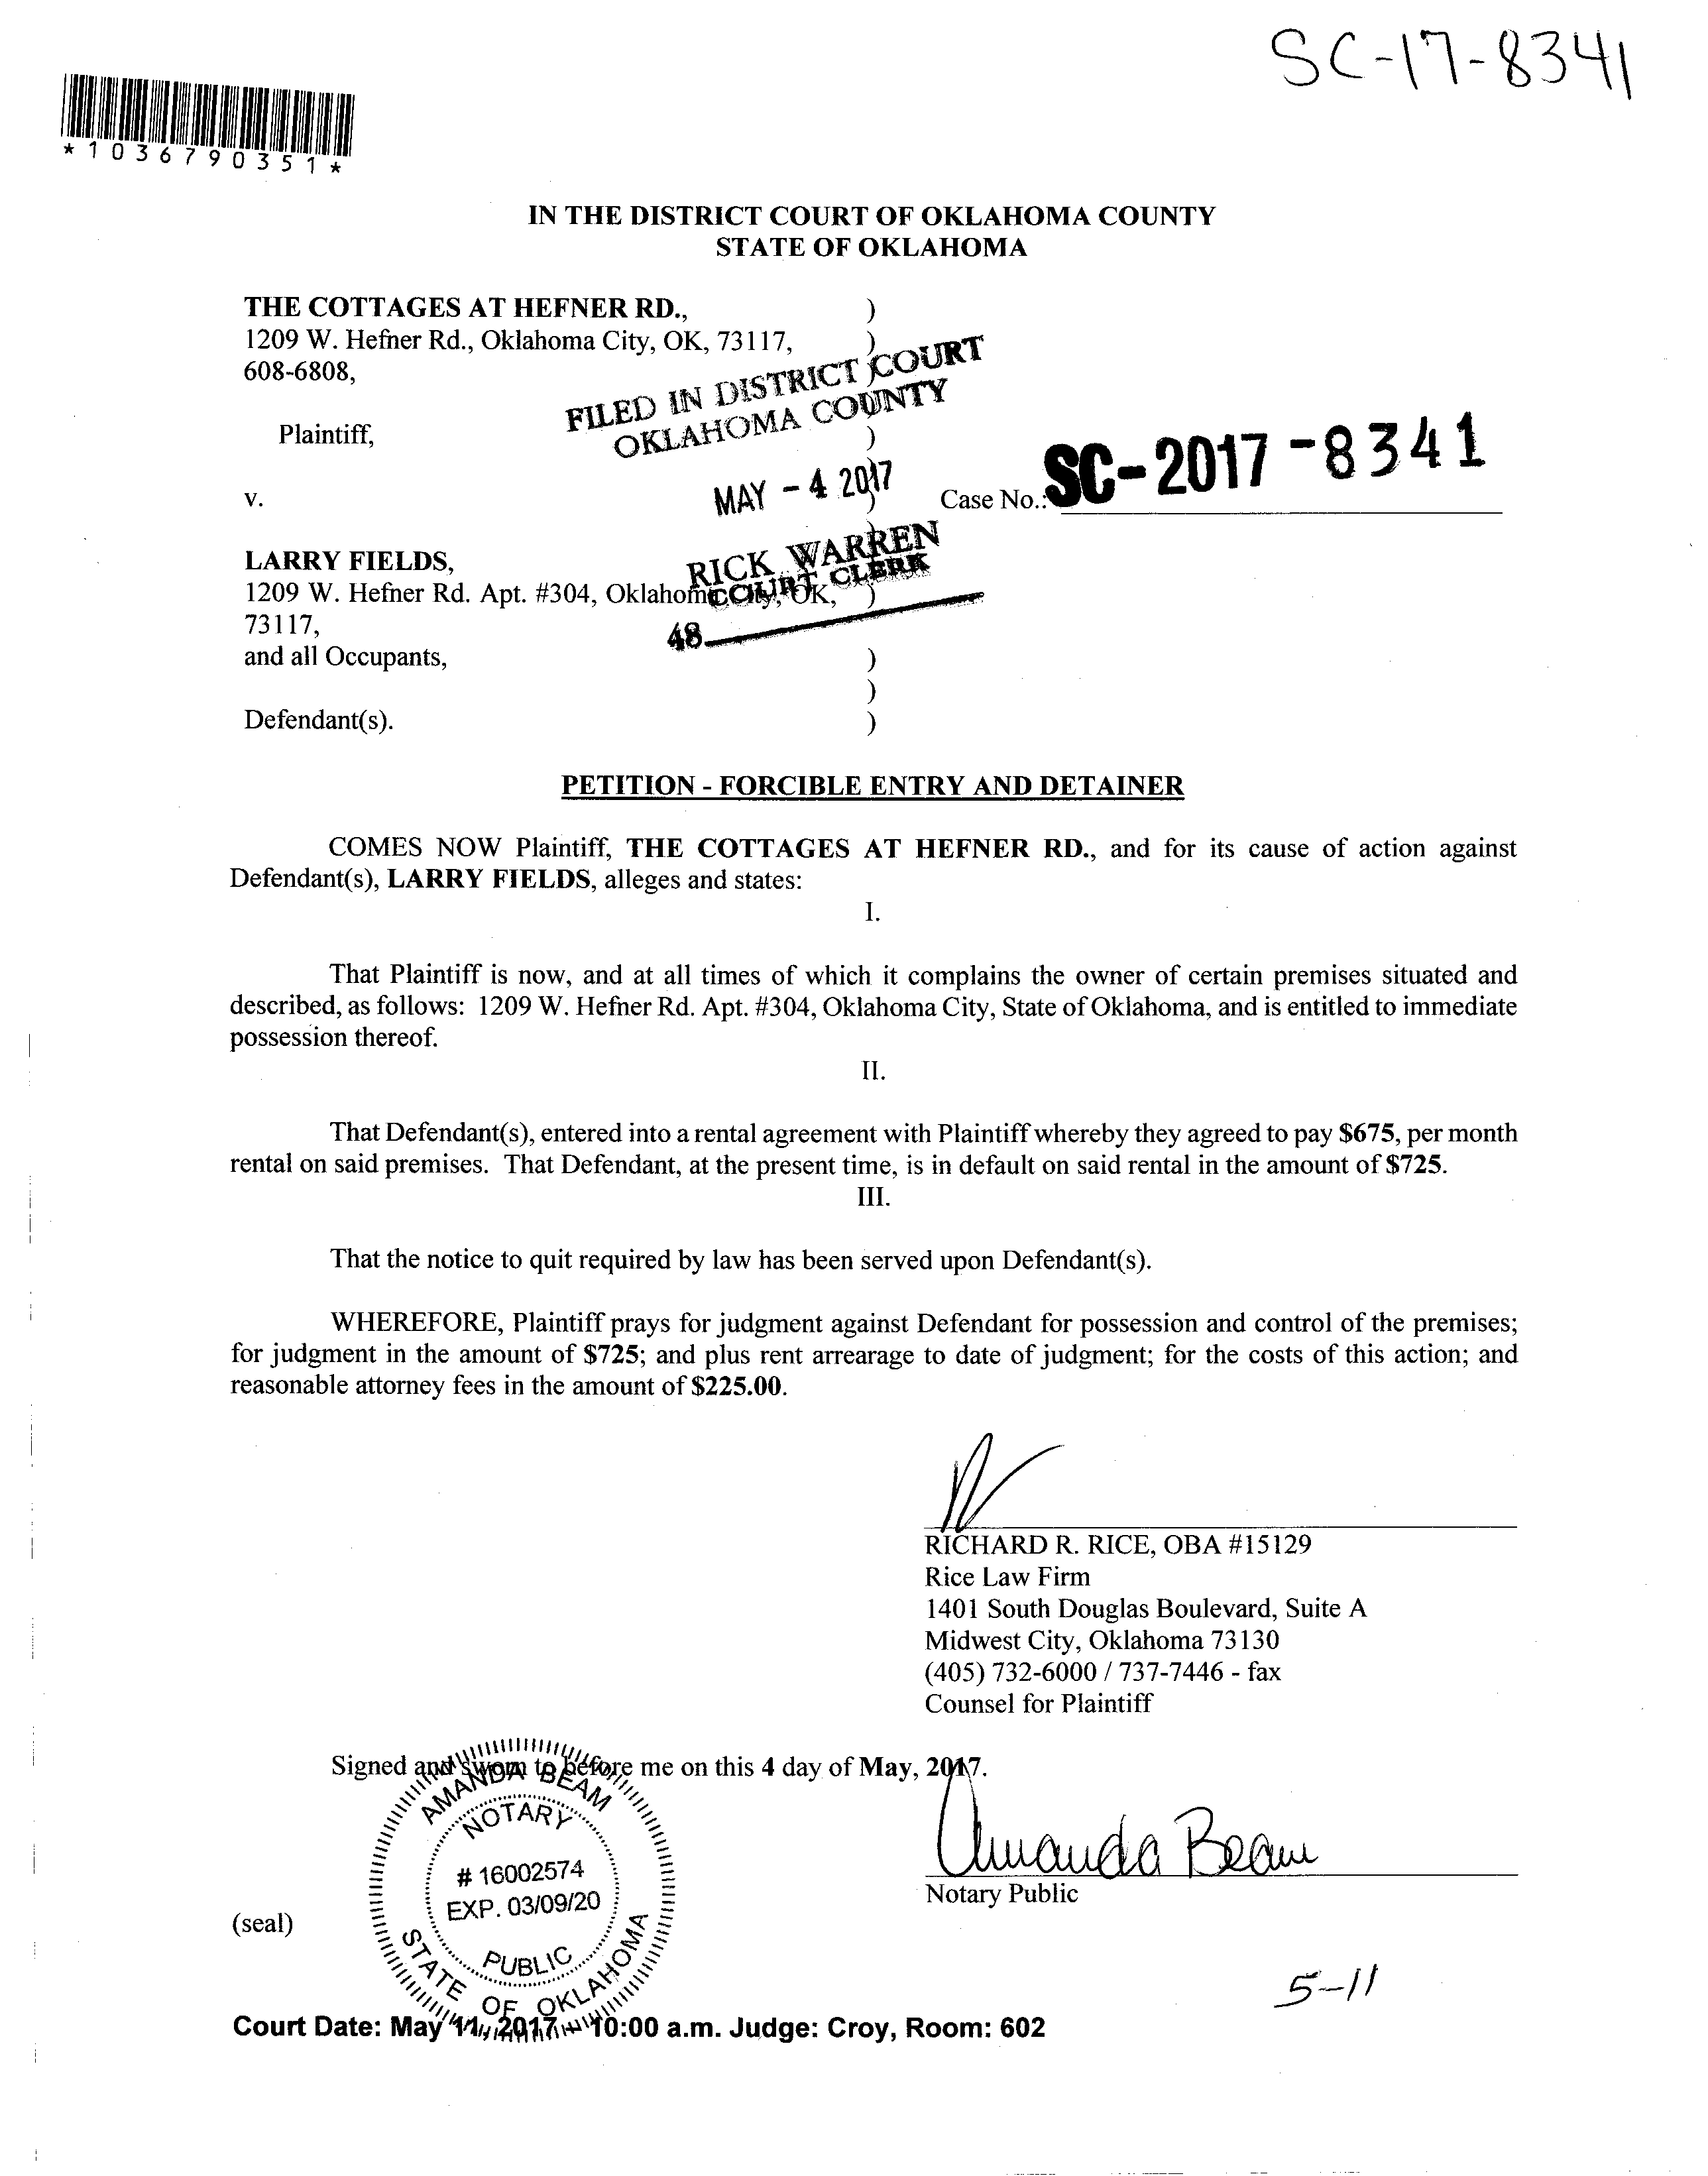 SC-17-8341
*1036790351*
IN THE DISTRICT COURT OF OKLAHOMA COUNTY
STATE OF OKLAHOMA
THE COTTAGES AT HEFNER RD., )
1209 W. Hefner Rd., Oklahoma City, OK, 73117, )
608-6808,
FILED IN DISTRICT COURT
OKLAHOMA COUNTY
Plaintiff, )
MAY - 4 2017
v. Case No.: SC-2017-8341
RICK WARREN
COURT CLERK
48
LARRY FIELDS,
1209 W. Hefner Rd. Apt. #304, Oklahoma City, OK, )
73117,
and all Occupants, )
)
Defendant(s). )
PETITION - FORCIBLE ENTRY AND DETAINER
COMES NOW Plaintiff, THE COTTAGES AT HEFNER RD., and for its cause of action against
Defendant(s), LARRY FIELDS, alleges and states:
I.
That Plaintiff is now, and at all times of which it complains the owner of certain premises situated and
described, as follows: 1209 W. Hefner Rd. Apt. #304, Oklahoma City, State of Oklahoma, and is entitled to immediate
possession thereof.
II.
That Defendant(s), entered into a rental agreement with Plaintiff whereby they agreed to pay $675, per month
rental on said premises. That Defendant, at the present time, is in default on said rental in the amount of $725.
III.
That the notice to quit required by law has been served upon Defendant(s).
WHEREFORE, Plaintiff prays for judgment against Defendant for possession and control of the premises;
for judgment in the amount of $725; and plus rent arrearage to date of judgment; for the costs of this action; and
reasonable attorney fees in the amount of $225.00.
RICHARD R. RICE, OBA #15129
Rice Law Firm
1401 South Douglas Boulevard, Suite A
Midwest City, Oklahoma 73130
(405) 732-6000 / 737-7446 - fax
Counsel for Plaintiff
Signed and sworn to before me on this 4 day of May, 2017.
Amanda Beam
Notary Public
(seal)
AMANDA BEAM
NOTARY
# 16002574
EXP. 03/09/20
PUBLIC
STATE OF OKLAHOMA
5-11
Court Date: May 11, 2017 - 10:00 a.m. Judge: Croy, Room: 602